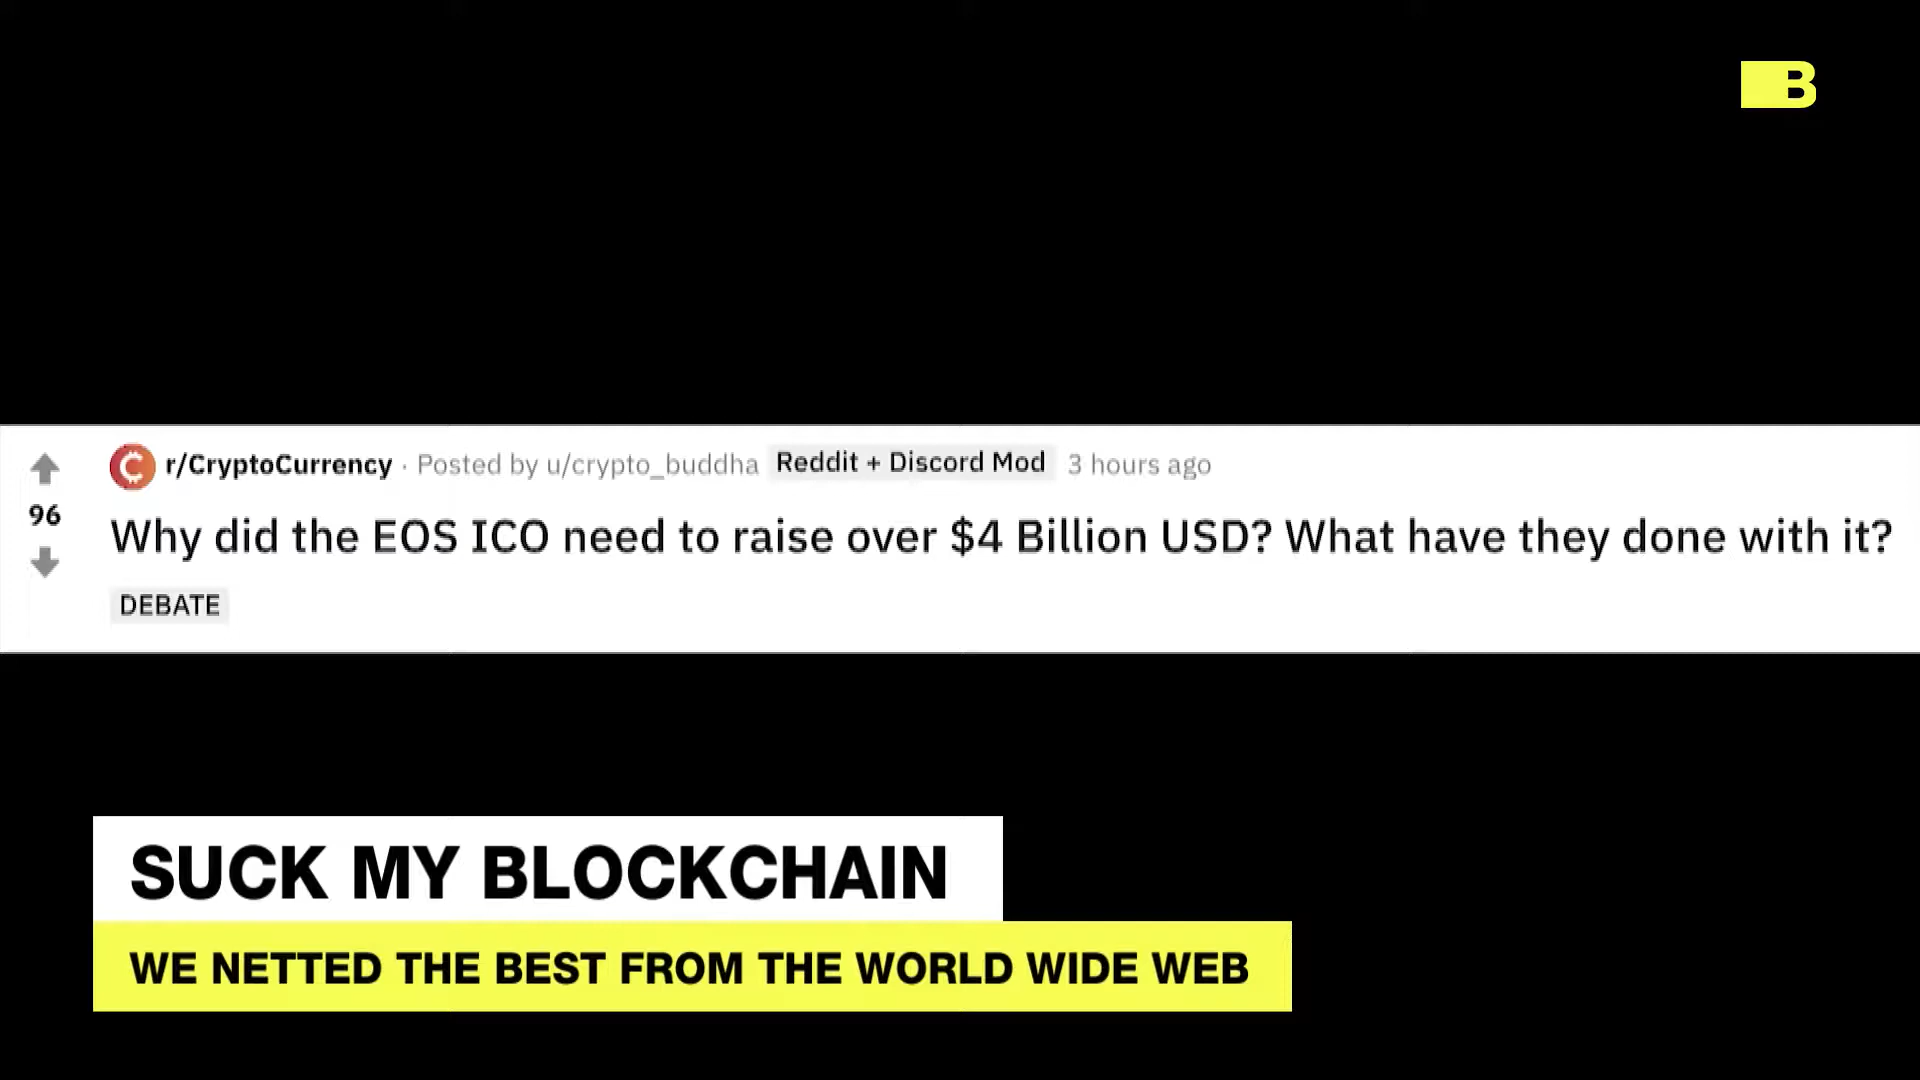 B
r/CryptoCurrency · Posted by u/crypto_buddha Reddit + Discord Mod 3 hours ago
96
Why did the EOS ICO need to raise over $4 Billion USD? What have they done with it?
DEBATE
SUCK MY BLOCKCHAIN
WE NETTED THE BEST FROM THE WORLD WIDE WEB